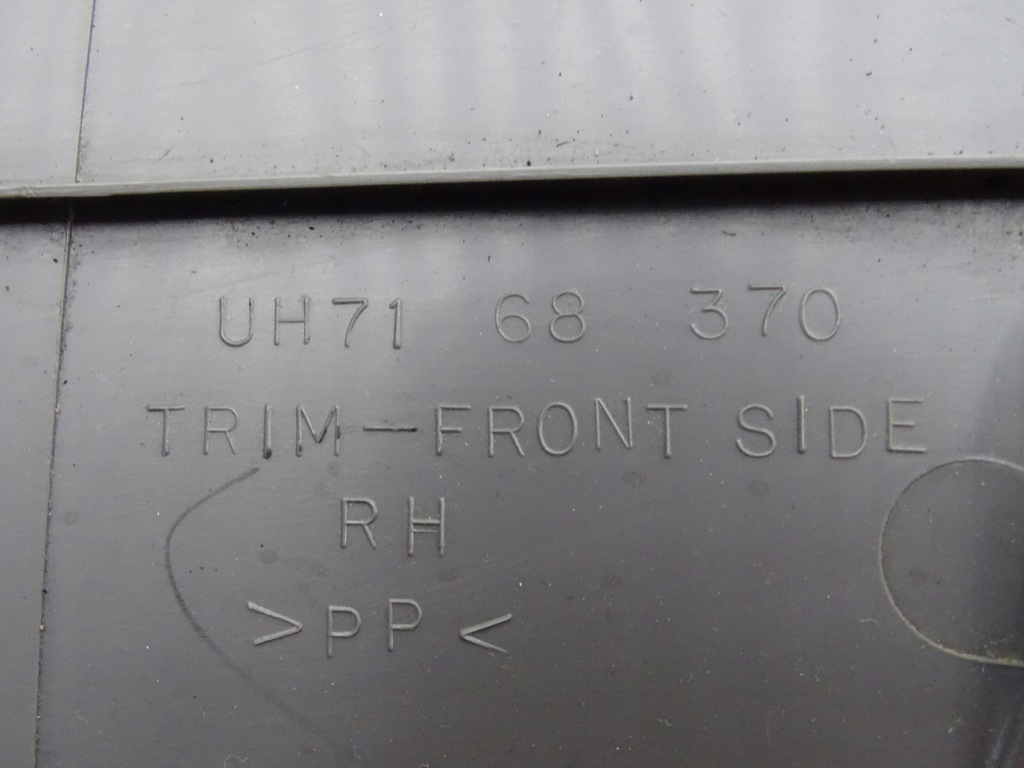 UH71 68 370
TRIM-FRONT SIDE
RH
>PP<